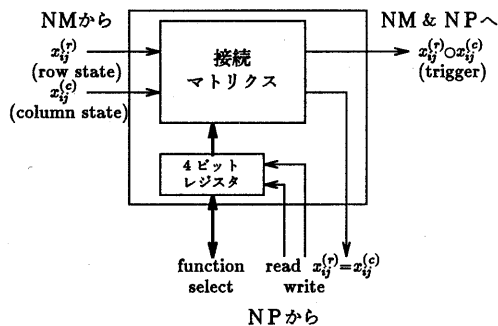 NMから
NM & NPへ
x_{ij}^{(r)}
(row state)
x_{ij}^{(c)}
(column state)
接続
マトリクス
x_{ij}^{(r)}○x_{ij}^{(c)}
(trigger)
4ビット
レジスタ
function
select
read
write
x_{ij}^{(r)}=x_{ij}^{(c)}
NPから